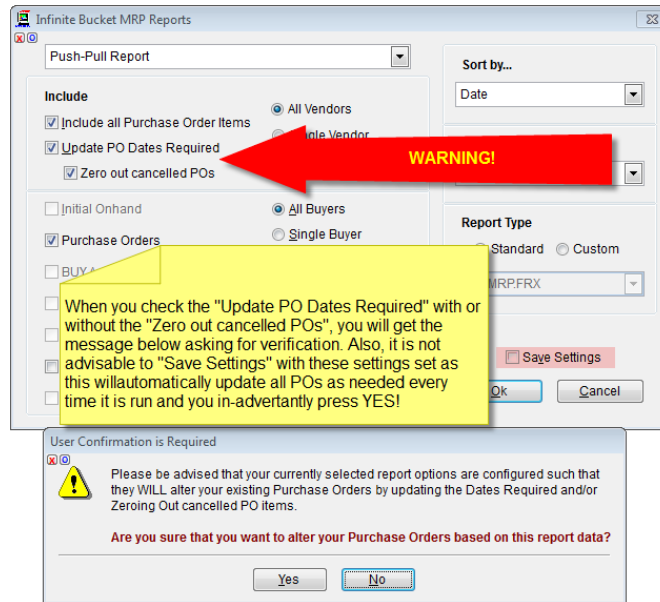 Infinite Bucket MRP Reports
Push-Pull Report
Sort by...
Date
Include
Include all Purchase Order Items
All Vendors
Single Vendor
Update PO Dates Required
WARNING!
Zero out cancelled POs
Initial Onhand
All Buyers
Report Type
Purchase Orders
Single Buyer
Standard
Custom
BUY
MRP.FRX
When you check the "Update PO Dates Required" with or
without the "Zero out cancelled POs", you will get the
message below asking for verification. Also, it is not
advisable to "Save Settings" with these settings set as
this willautomatically update all POs as needed every
time it is run and you in-advertantly press YES!
Save Settings
Ok
Cancel
User Confirmation is Required
Please be advised that your currently selected report options are configured such that
they WILL alter your existing Purchase Orders by updating the Dates Required and/or
Zeroing Out cancelled PO items.
Are you sure that you want to alter your Purchase Orders based on this report data?
Yes
No